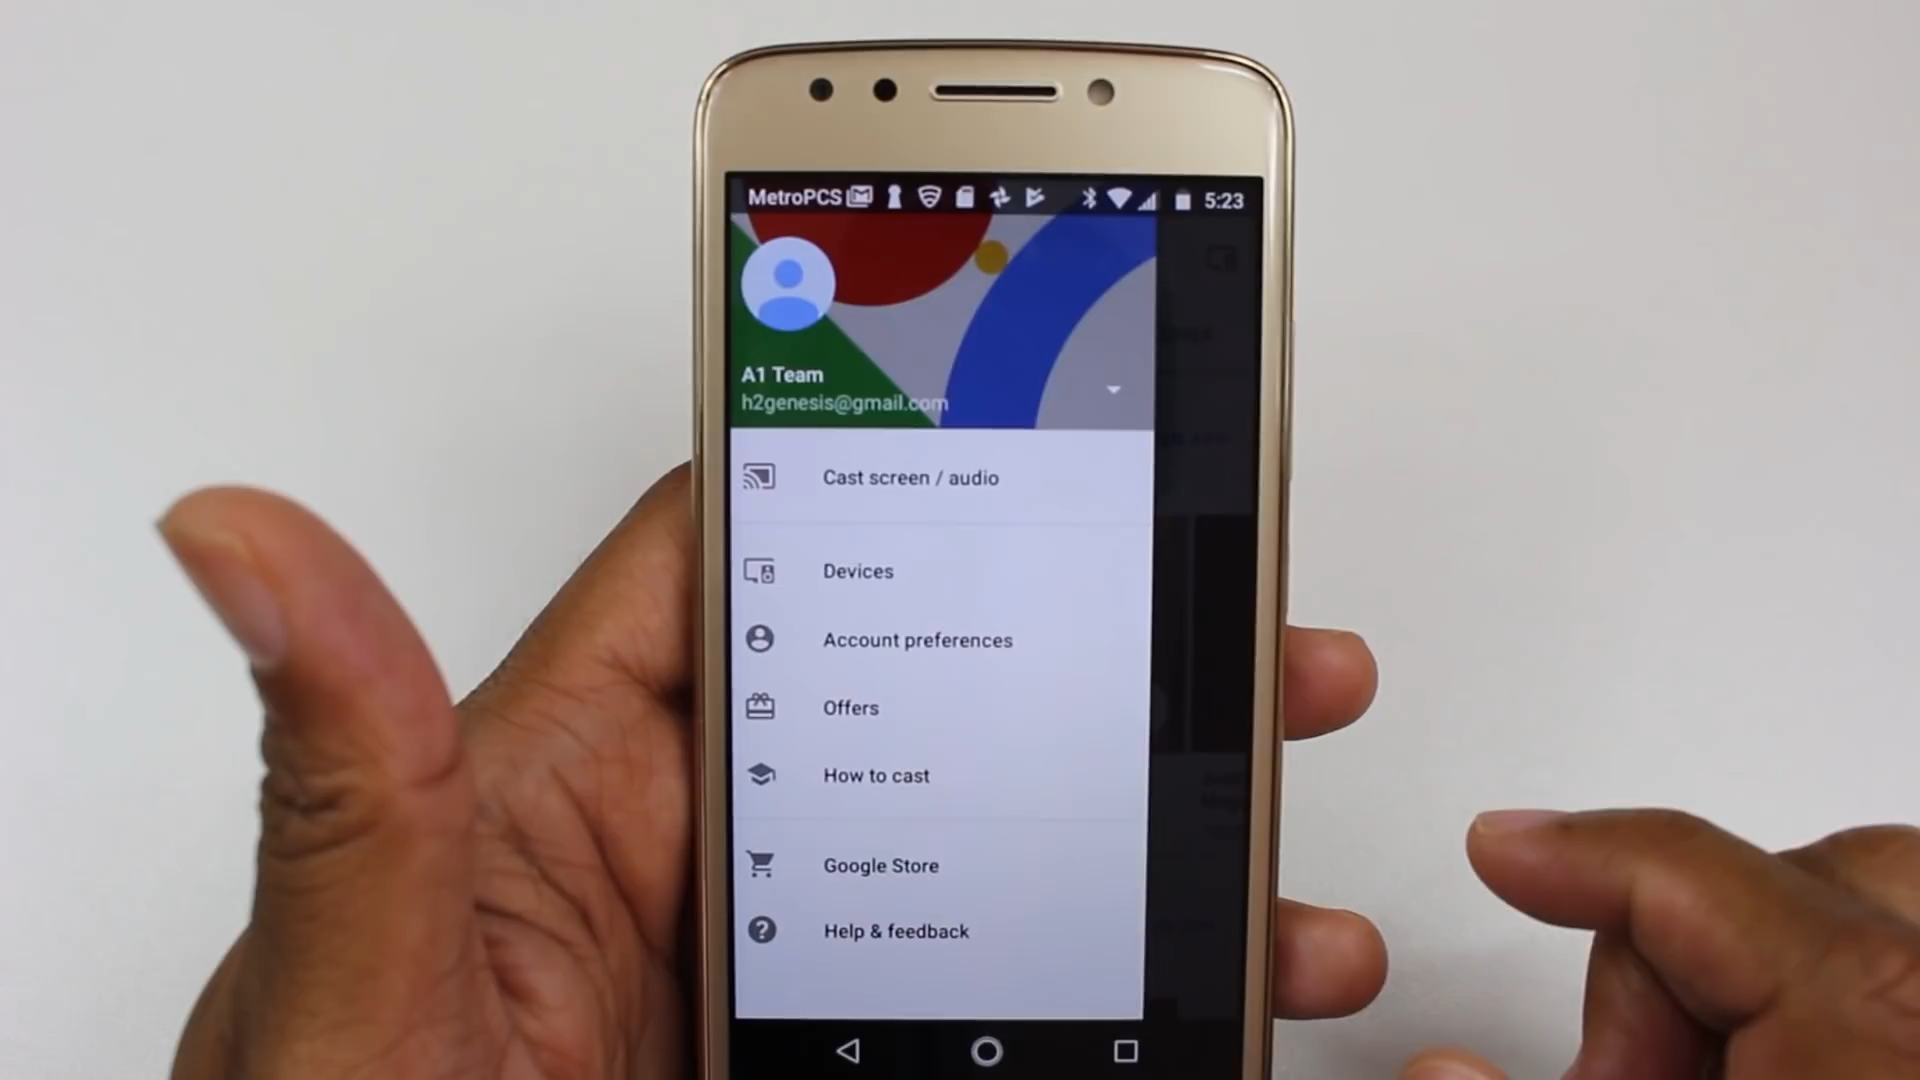 MetroPCS 5:23
A1 Team
h2genesis@gmail.com
Cast screen / audio
Devices
Account preferences
Offers
How to cast
Google Store
Help & feedback